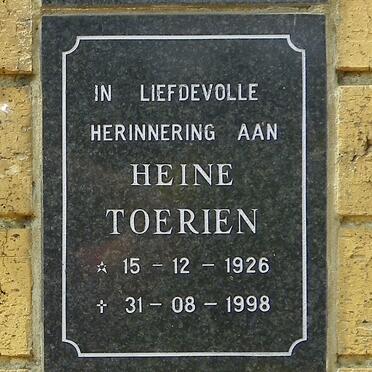 IN LIEFDEVOLLE
HERINNERING AAN
HEINE
TOERIEN
☆ 15 - 12 - 1926
✝ 31 - 08 - 1998